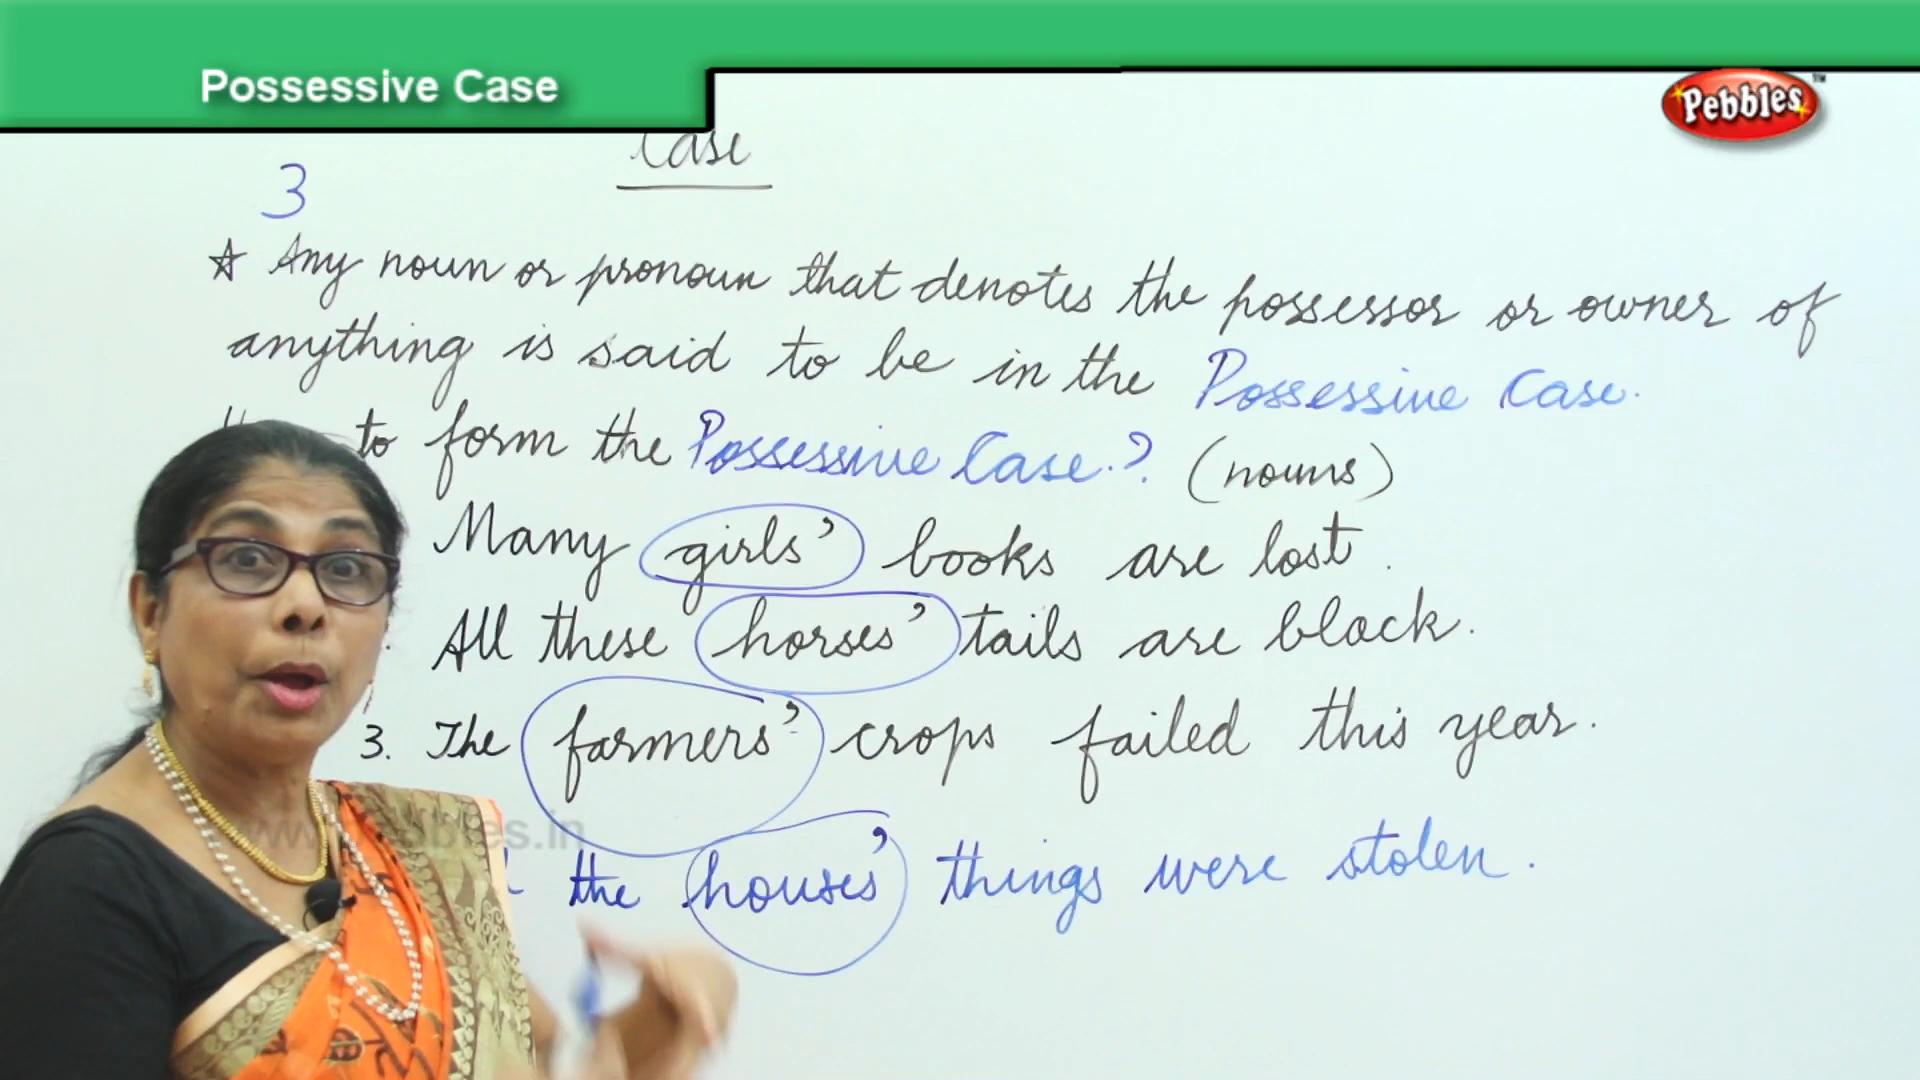 Possessive Case
Pebbles™
Case
3
☆ Any noun or pronoun that denotes the possessor or owner of
anything is said to be in the Possessive Case.
to form the Possessive Case.? (nouns)
Many girls' books are lost.
All these horses' tails are black.
3. The farmers' crops failed this year.
the houses' things were stolen.